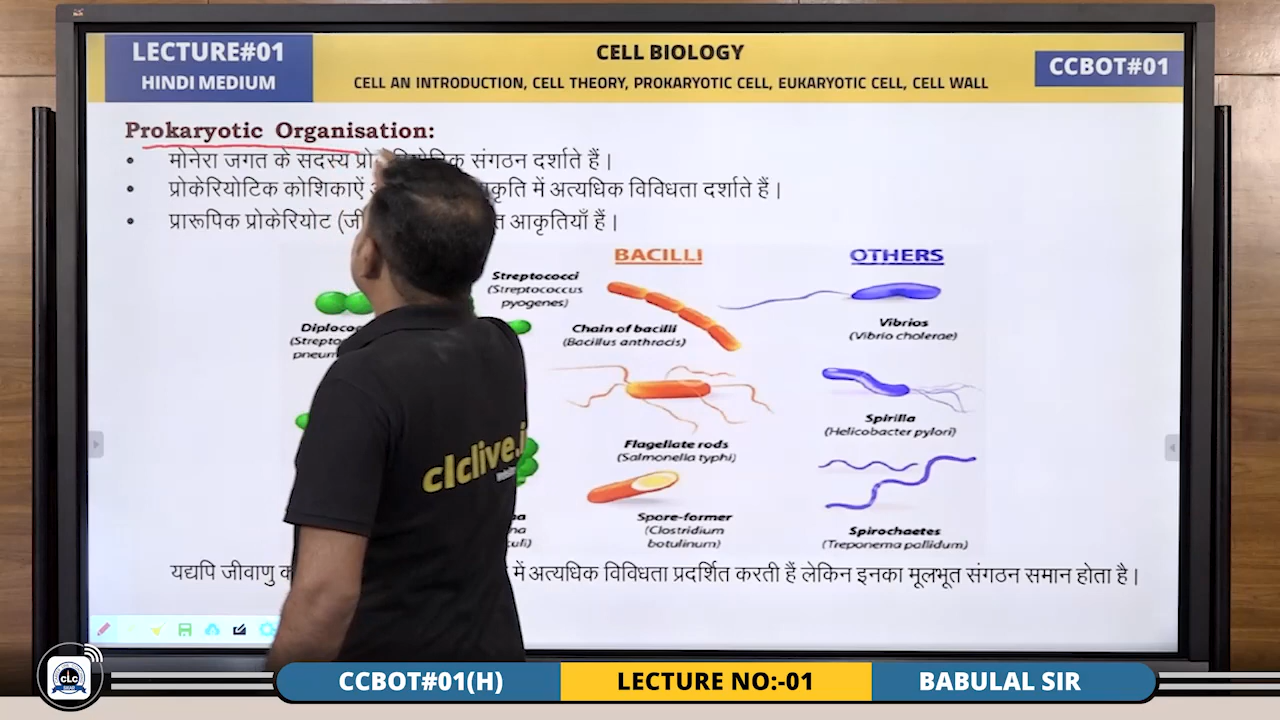 LECTURE#01
HINDI MEDIUM
CELL BIOLOGY
CELL AN INTRODUCTION, CELL THEORY, PROKARYOTIC CELL, EUKARYOTIC CELL, CELL WALL
CCBOT#01
Prokaryotic Organisation:
• मोनेरा जगत के सदस्य संगठन दर्शाते हैं।
• प्रोकेरियोटिक कोशिकाऐं में अत्यधिक विविधता दर्शाते हैं।
• प्रारूपिक प्रोकेरियोट आकृतियाँ हैं।
BACILLI
OTHERS
Streptococci
(Streptococcus
pyogenes)
Chain of bacilli
(Bacillus anthracis)
Vibrios
(Vibrio cholerae)
Flagellate rods
(Salmonella typhi)
Spirilla
(Helicobacter pylori)
Spore-former
(Clostridium
botulinum)
Spirochaetes
(Treponema pallidum)
यद्यपि जीवाणु में अत्यधिक विविधता प्रदर्शित करती हैं लेकिन इनका मूलभूत संगठन समान होता है।
clclive.i
CLC
CCBOT#01(H)
LECTURE NO:-01
BABULAL SIR